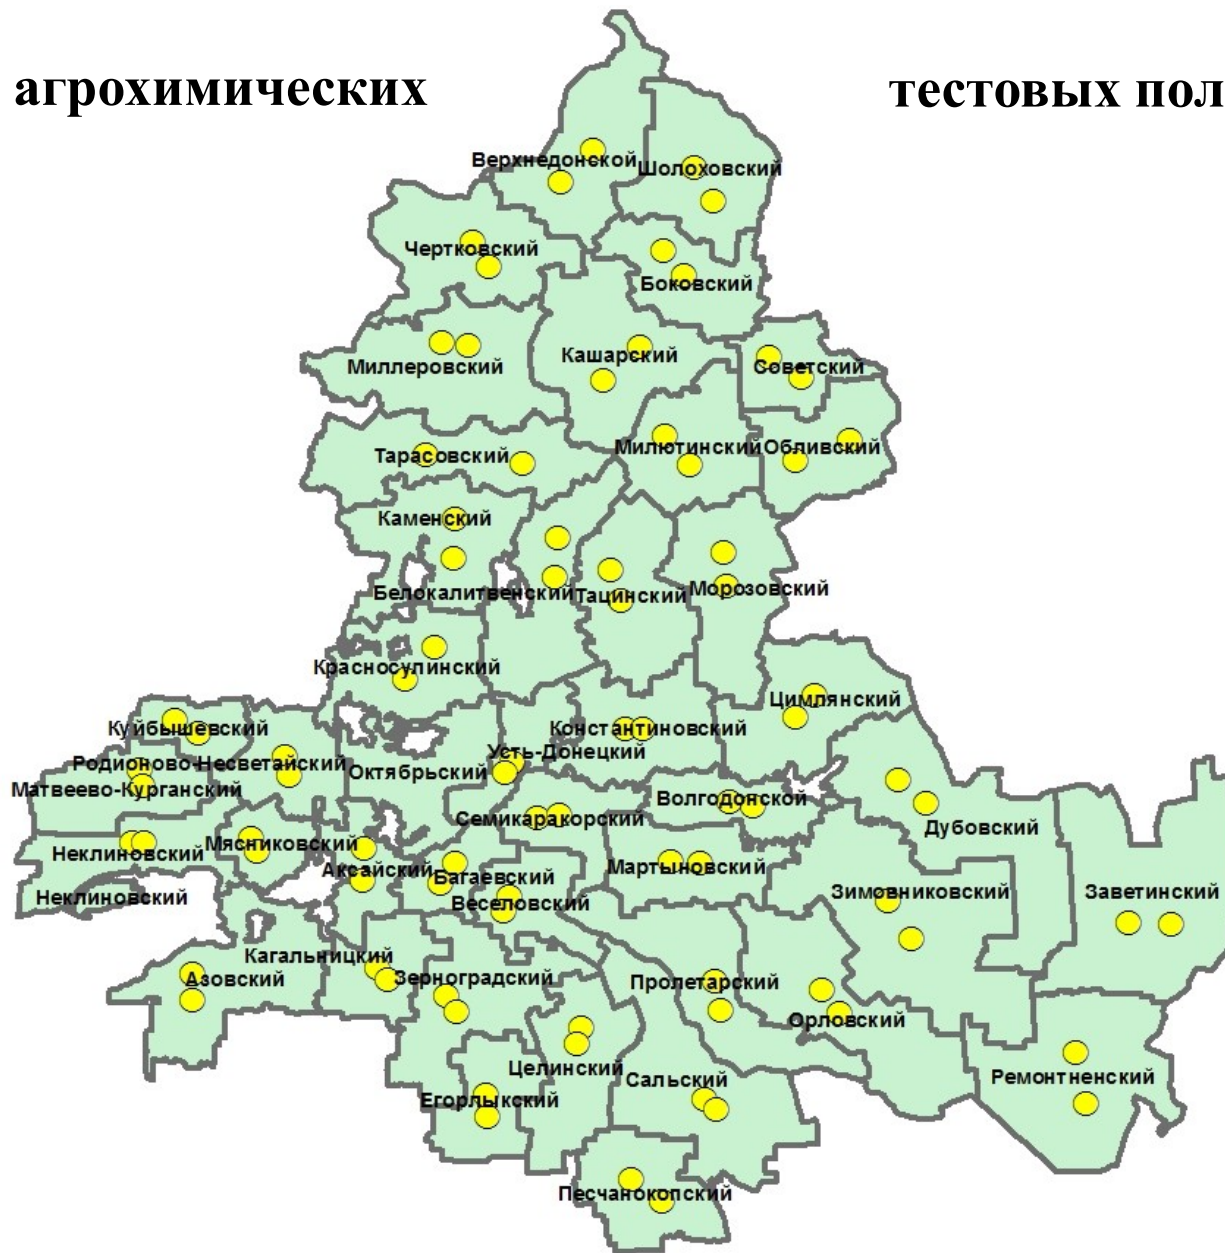 агрохимических
тестовых пол
Верхнедонской
Шолоховский
Чертковский
Боковский
Миллеровский
Кашарский
Советский
Тарасовский
Милютинский
Обливский
Каменский
Белокалитвенский
Тацинский
Морозовский
Красносулинский
Цимлянский
Куйбышевский
Константиновский
Усть-Донецкий
Родионово-Несветайский
Октябрьский
Матвеево-Курганский
Волгодонской
Семикаракорский
Дубовский
Мясниковский
Неклиновский
Мартыновский
Аксайский
Багаевский
Зимовниковский
Заветинский
Неклиновский
Веселовский
Кагальницкий
Азовский
Зерноградский
Пролетарский
Орловский
Целинский
Сальский
Ремонтненский
Егорлыкский
Песчанокопский